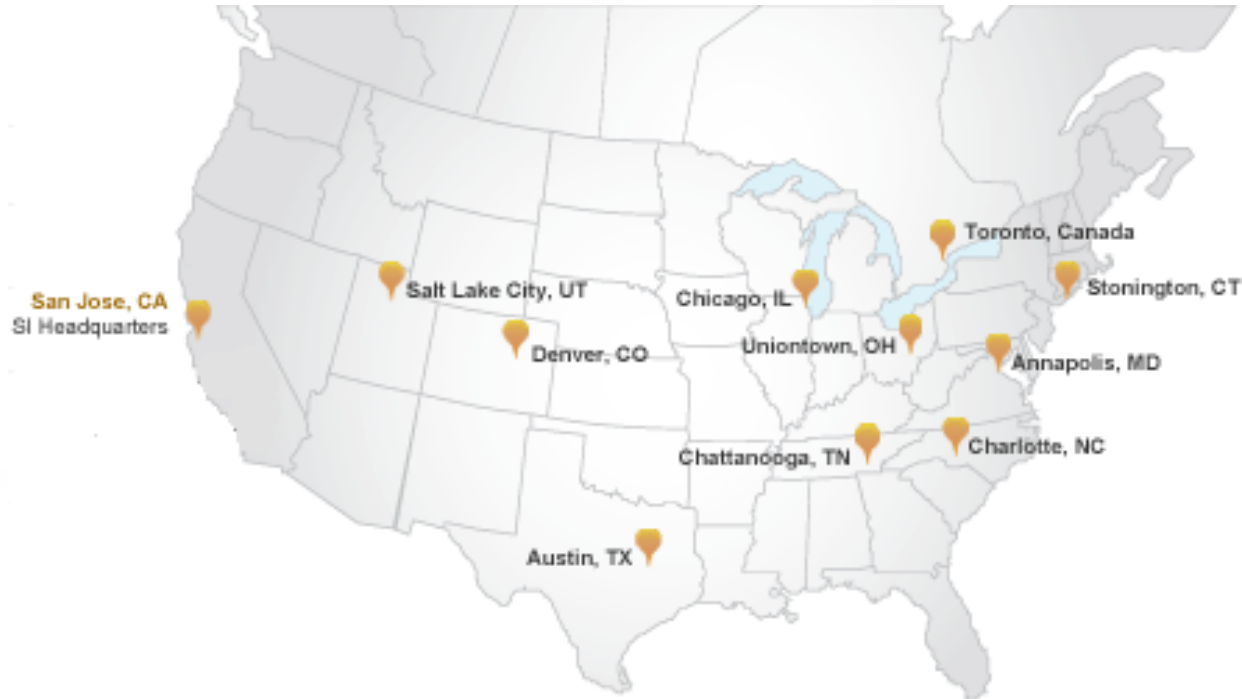 Toronto, Canada
Stonington, CT
Salt Lake City, UT
Chicago, IL
San Jose, CA
SI Headquarters
Uniontown, OH
Denver, CO
Annapolis, MD
Charlotte, NC
Chattanooga, TN
Austin, TX